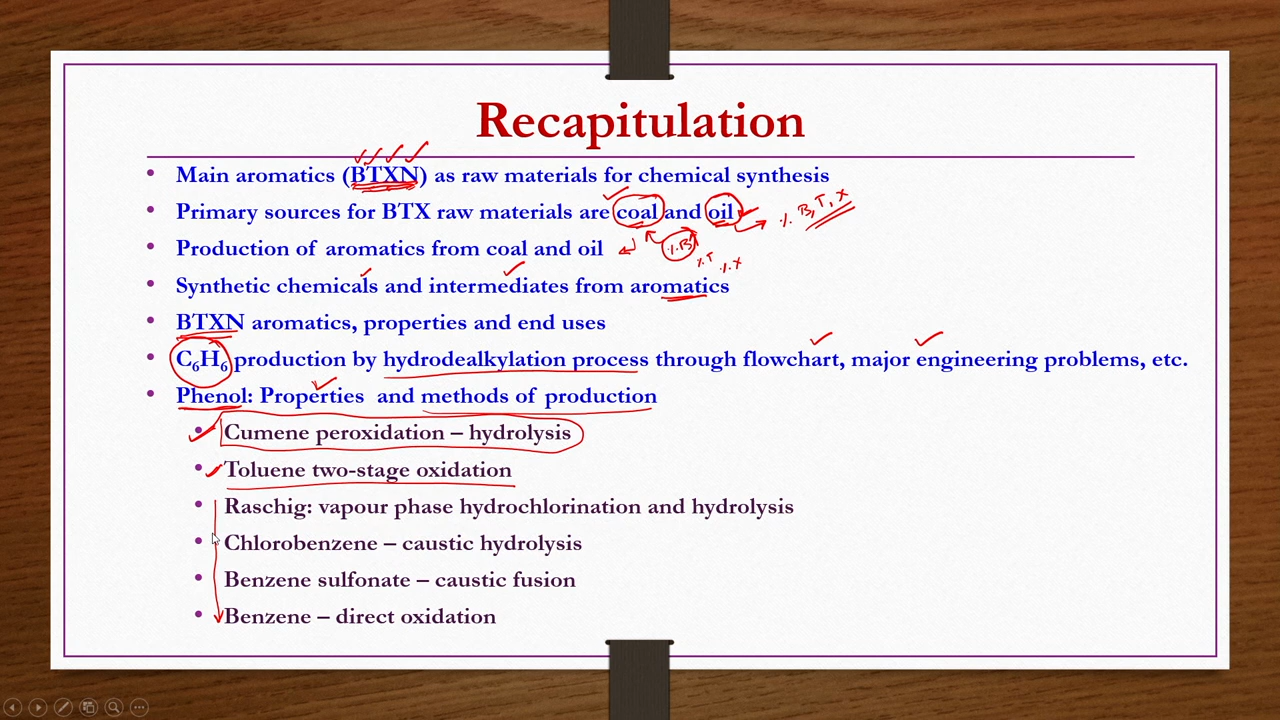 Recapitulation
• Main aromatics (BTXN) as raw materials for chemical synthesis
• Primary sources for BTX raw materials are coal and oil
% B, T, X
• Production of aromatics from coal and oil
% B
% T
% X
• Synthetic chemicals and intermediates from aromatics
• BTXN aromatics, properties and end uses
• C₆H₆ production by hydrodealkylation process through flowchart, major engineering problems, etc.
• Phenol: Properties and methods of production
• Cumene peroxidation – hydrolysis
• Toluene two-stage oxidation
• Raschig: vapour phase hydrochlorination and hydrolysis
• Chlorobenzene – caustic hydrolysis
• Benzene sulfonate – caustic fusion
• Benzene – direct oxidation